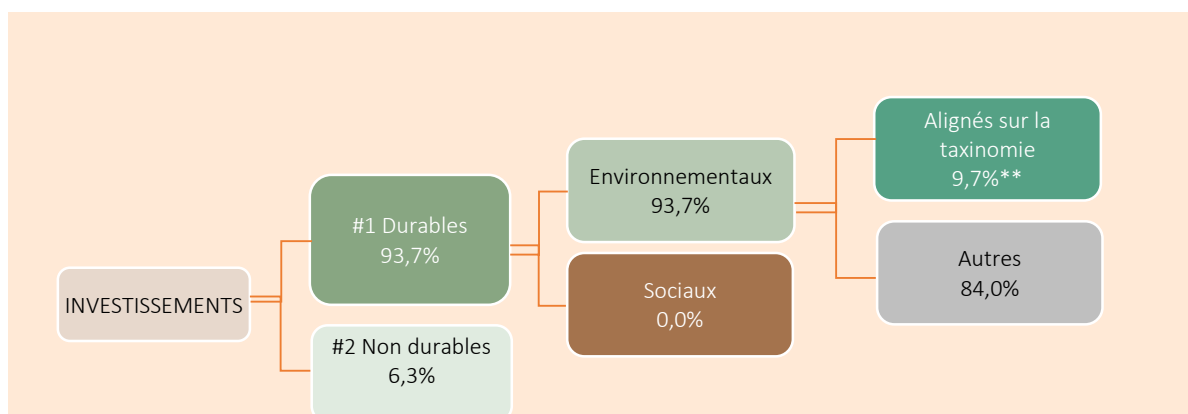 INVESTISSEMENTS
#1 Durables
93,7%
#2 Non durables
6,3%
Environnementaux
93,7%
Sociaux
0,0%
Alignés sur la
taxinomie
9,7%**
Autres
84,0%